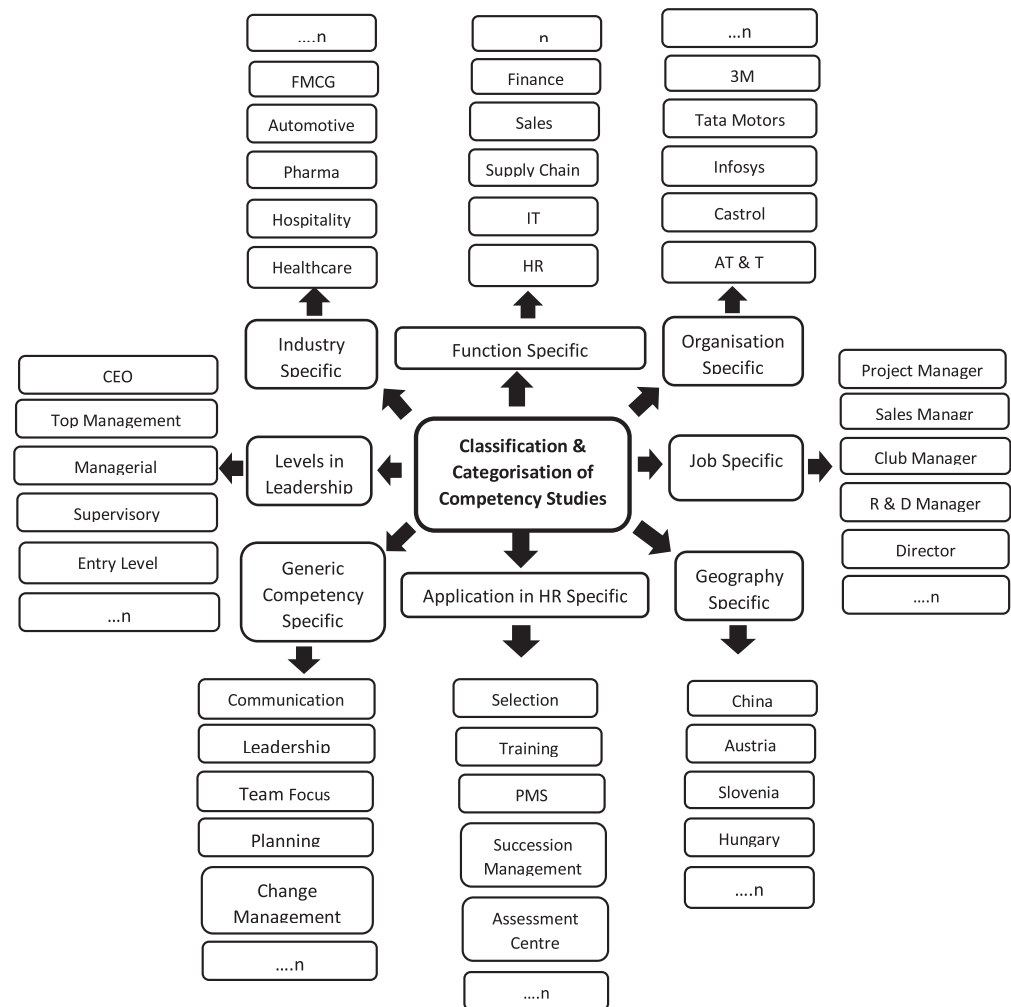 ....n
FMCG
Automotive
Pharma
Hospitality
Healthcare
Industry
Specific
n
Finance
Sales
Supply Chain
IT
HR
Function Specific
...n
3M
Tata Motors
Infosys
Castrol
AT & T
Organisation
Specific
CEO
Top Management
Managerial
Supervisory
Entry Level
...n
Levels in
Leadership
Classification &
Categorisation of
Competency Studies
Job Specific
Project Manager
Sales Managr
Club Manager
R & D Manager
Director
....n
Generic
Competency
Specific
Communication
Leadership
Team Focus
Planning
Change
Management
....n
Application in HR Specific
Selection
Training
PMS
Succession
Management
Assessment
Centre
....n
Geography
Specific
China
Austria
Slovenia
Hungary
....n